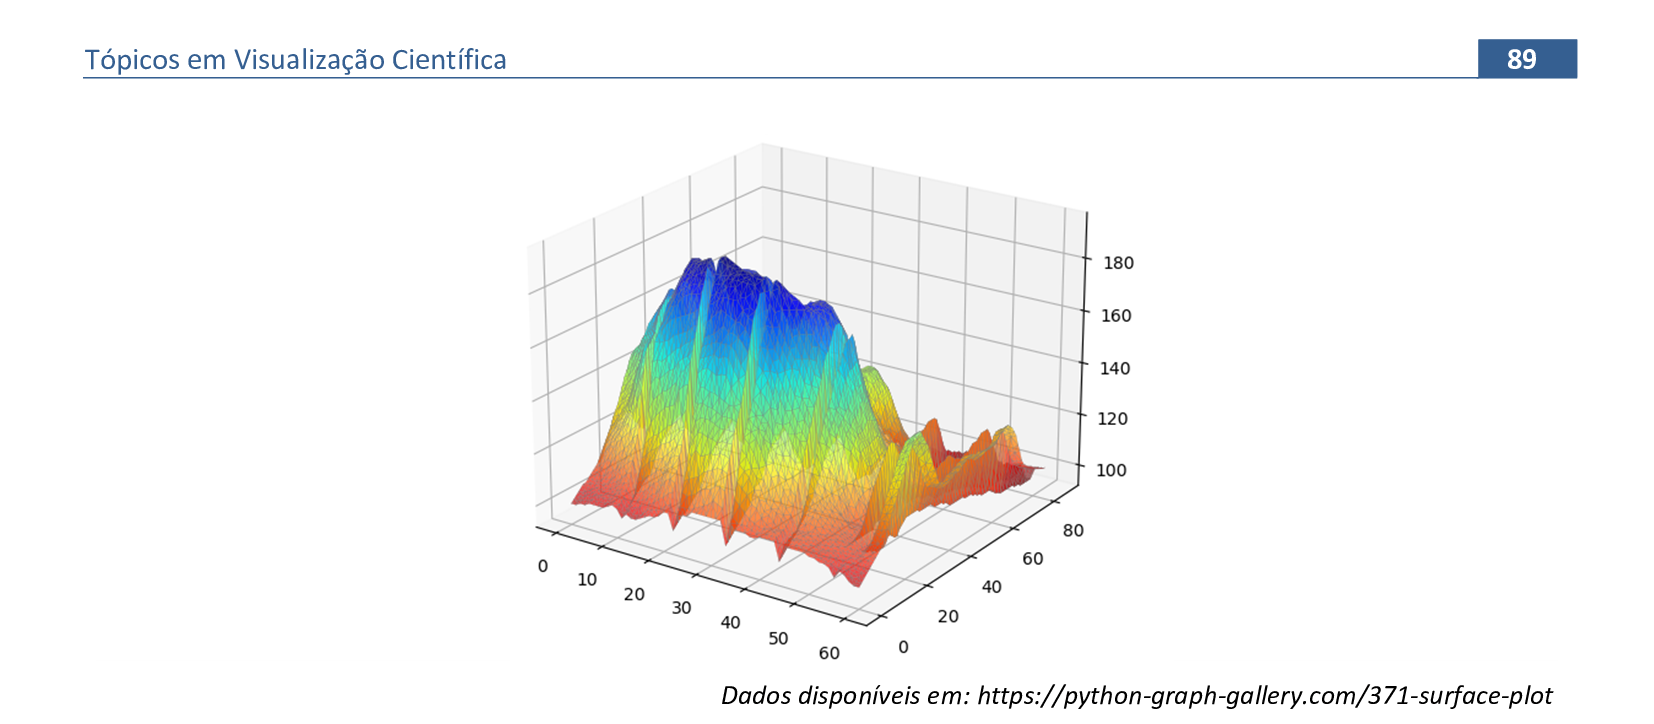 Tópicos em Visualização Científica 89
180
160
140
120
100
0 10 20 30 40 50 60
0 20 40 60 80
Dados disponíveis em: https://python-graph-gallery.com/371-surface-plot